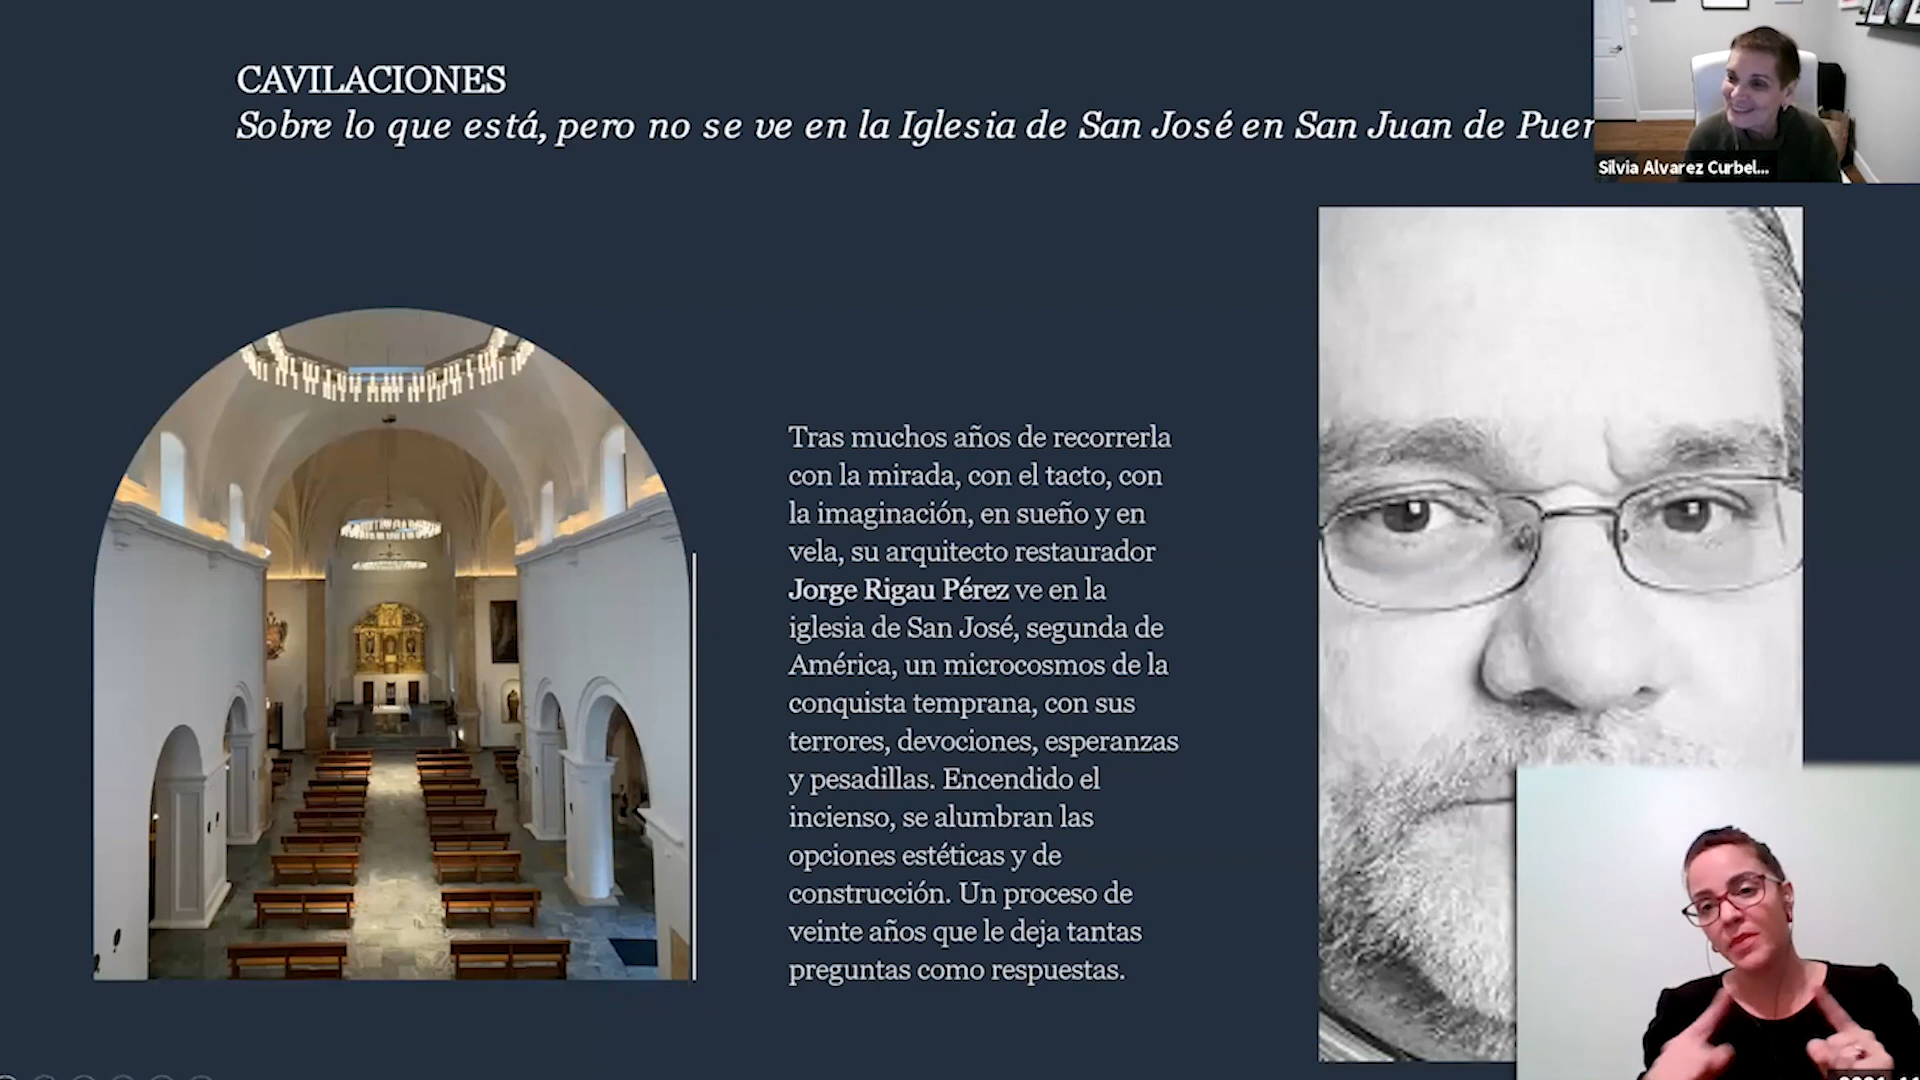 CAVILACIONES
Sobre lo que está, pero no se ve en la Iglesia de San José en San Juan de
Silvia Alvarez Curbel...
Tras muchos años de recorrerla
con la mirada, con el tacto, con
la imaginación, en sueño y en
vela, su arquitecto restaurador
Jorge Rigau Pérez ve en la
iglesia de San José, segunda de
América, un microcosmos de la
conquista temprana, con sus
terrores, devociones, esperanzas
y pesadillas. Encendido el
incienso, se alumbran las
opciones estéticas y de
construcción. Un proceso de
veinte años que le deja tantas
preguntas como respuestas.